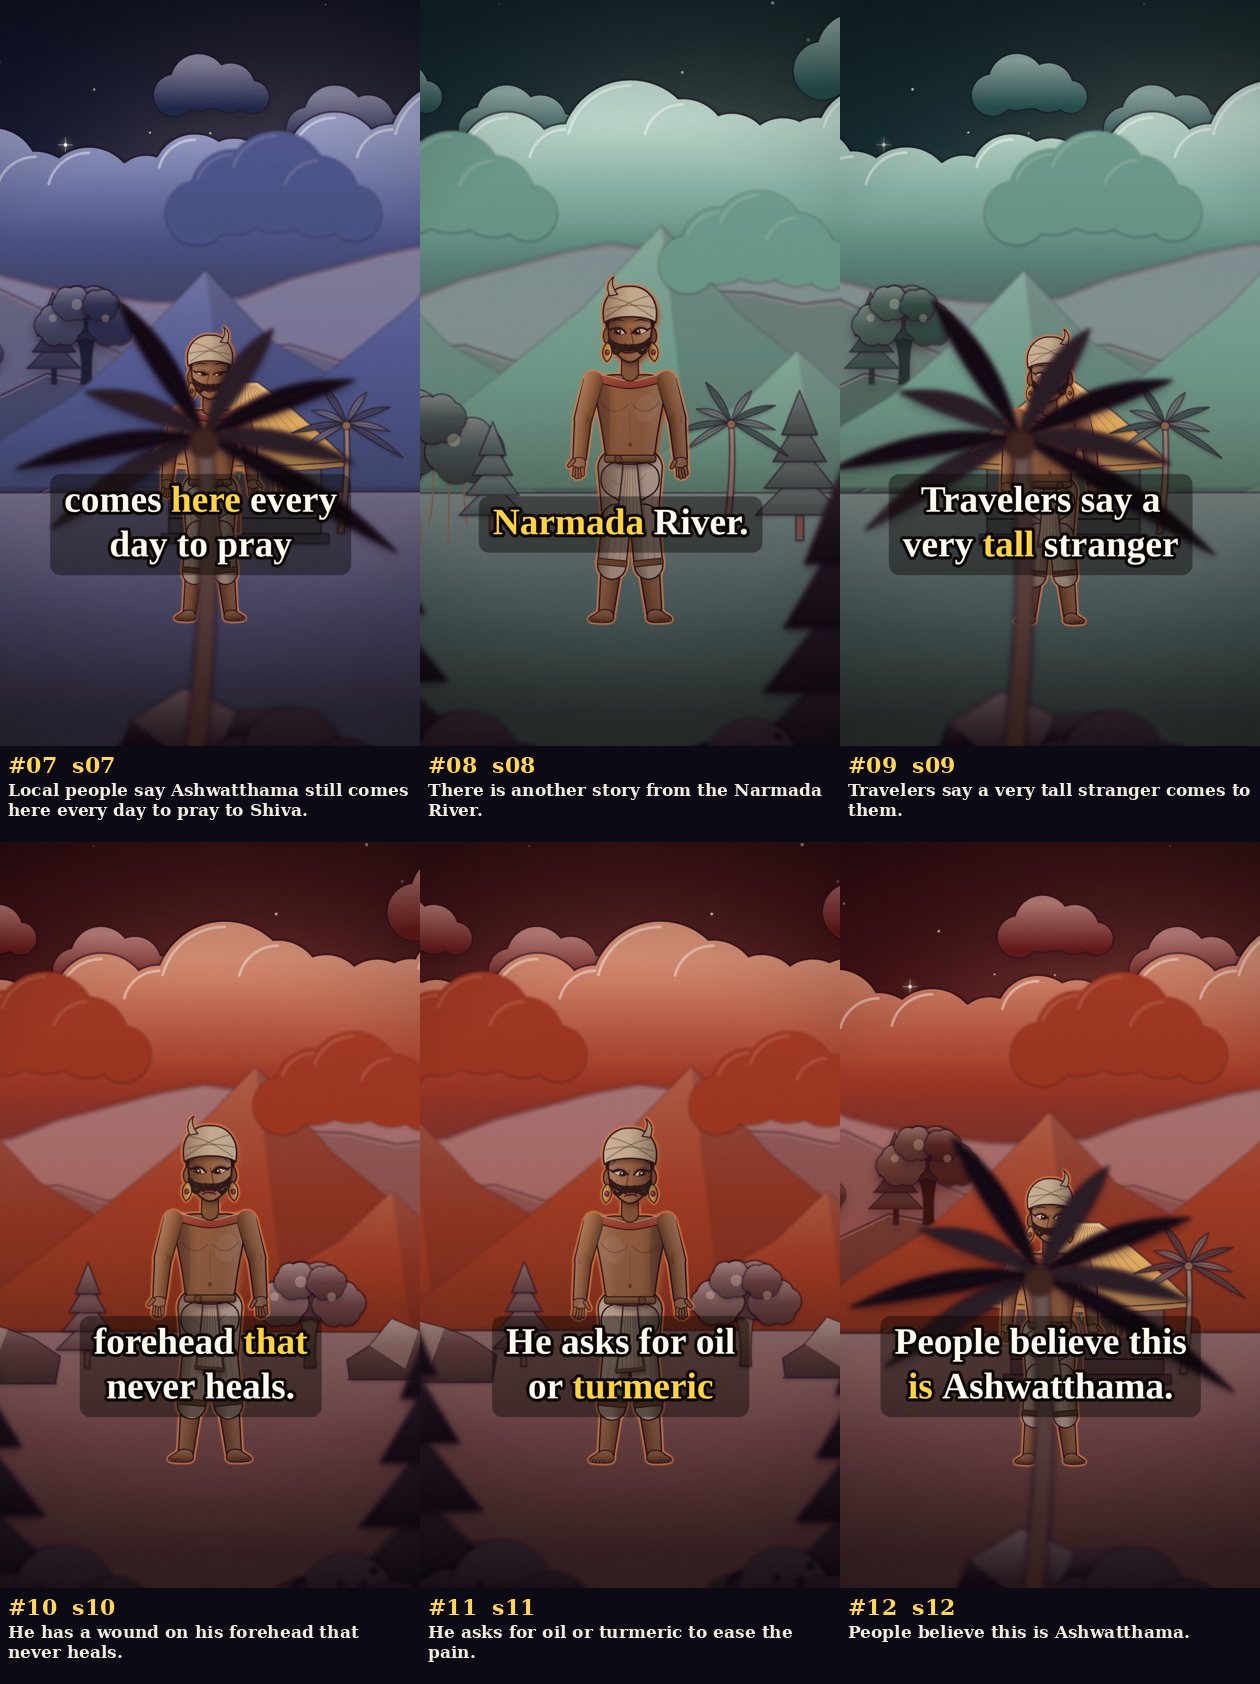 comes here every
day to pray
Narmada River.
Travelers say a
very tall stranger
#07 s07
Local people say Ashwatthama still comes
here every day to pray to Shiva.
#08 s08
There is another story from the Narmada
River.
#09 s09
Travelers say a very tall stranger comes to
them.
forehead that
never heals.
He asks for oil
or turmeric
People believe this
is Ashwatthama.
#10 s10
He has a wound on his forehead that
never heals.
#11 s11
He asks for oil or turmeric to ease the
pain.
#12 s12
People believe this is Ashwatthama.